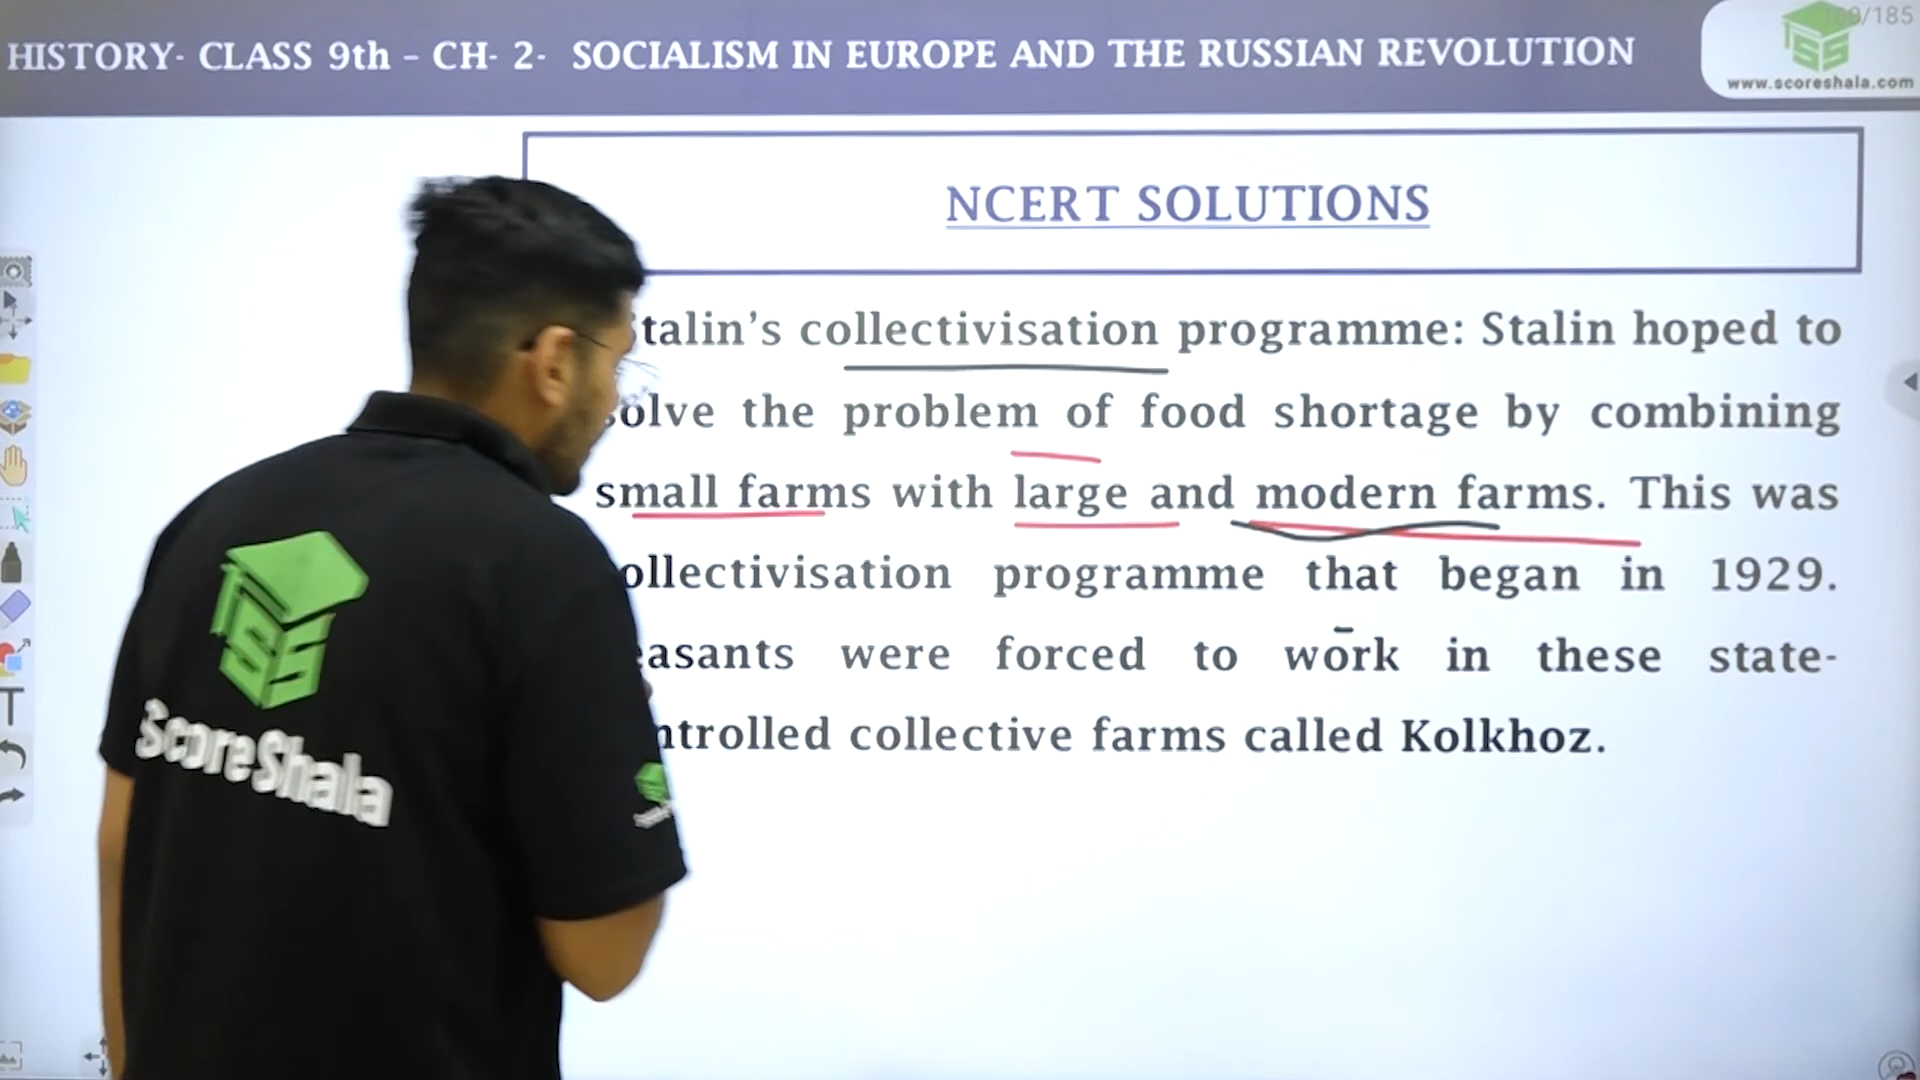 HISTORY- CLASS 9th - CH- 2- SOCIALISM IN EUROPE AND THE RUSSIAN REVOLUTION
/185
www.scoreshala.com
NCERT SOLUTIONS
talin's collectivisation programme: Stalin hoped to
olve the problem of food shortage by combining
small farms with large and modern farms. This was
ollectivisation programme that began in 1929.
easants were forced to work in these state-
ntrolled collective farms called Kolkhoz.
SS
ScoreShala